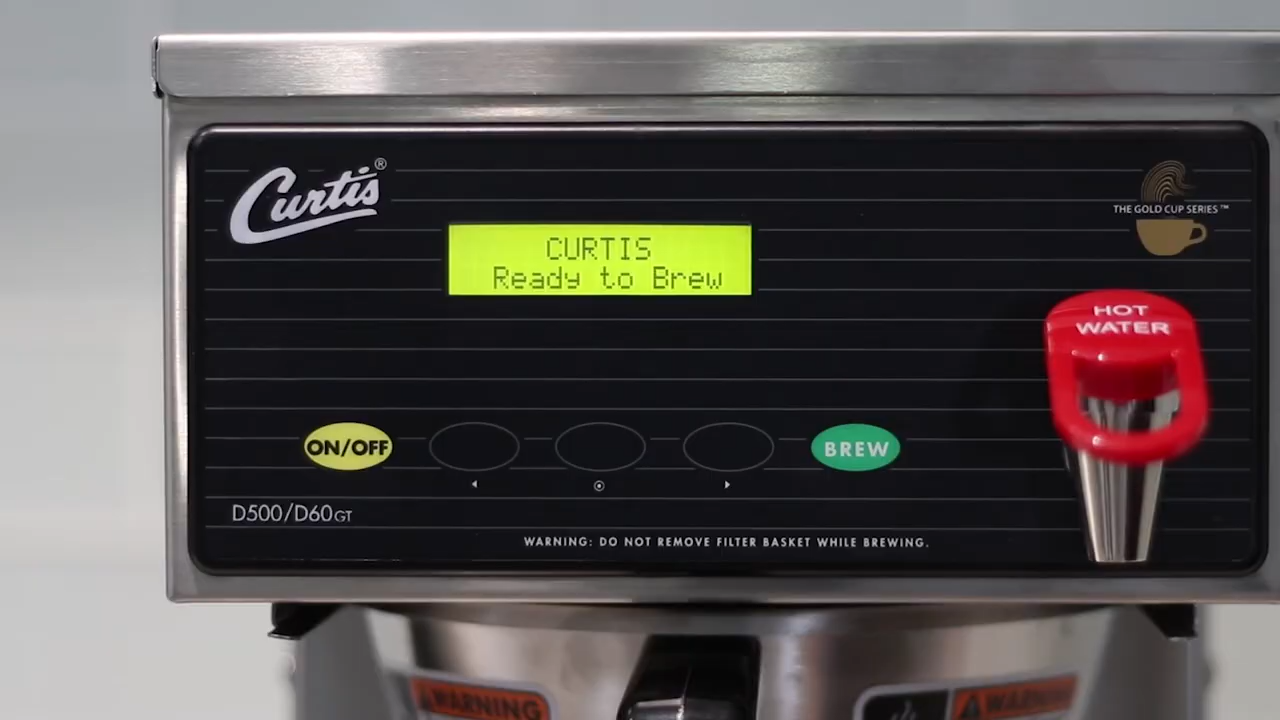 Curtis®
THE GOLD CUP SERIES™
CURTIS
Ready to Brew
HOT
WATER
ON/OFF
BREW
D500/D60GT
WARNING: DO NOT REMOVE FILTER BASKET WHILE BREWING.
WARNING
WARNING